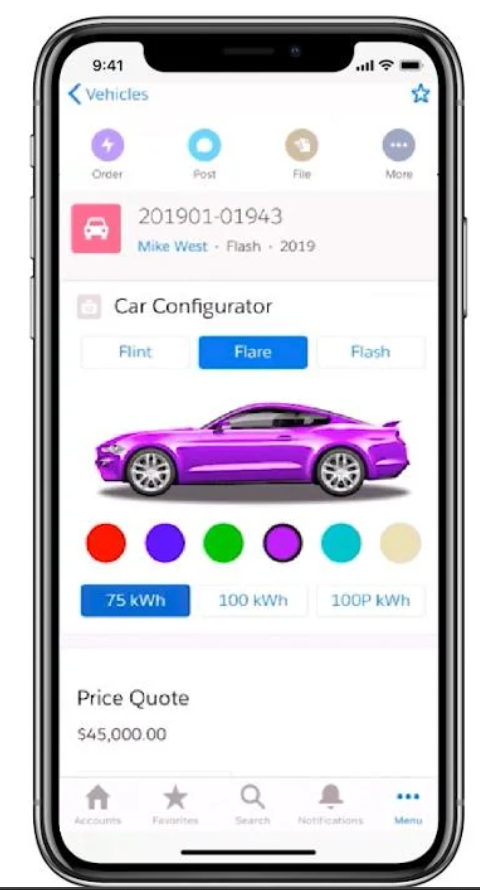 9:41
Vehicles
Order Post File More
201901-01943
Mike West · Flash · 2019
Car Configurator
Flint Flare Flash
75 kWh 100 kWh 100P kWh
Price Quote
$45,000.00
Accounts Favorites Search Notifications Menu